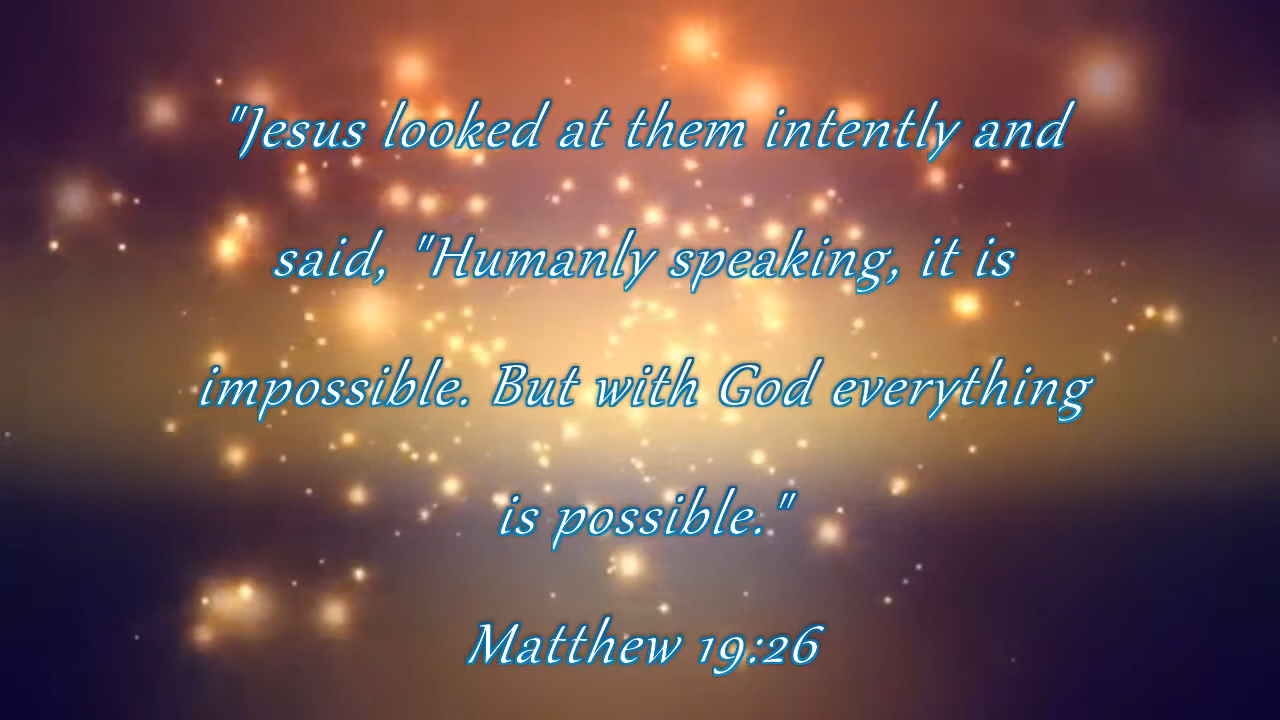 "Jesus looked at them intently and
said, "Humanly speaking, it is
impossible. But with God everything
is possible."
Matthew 19:26